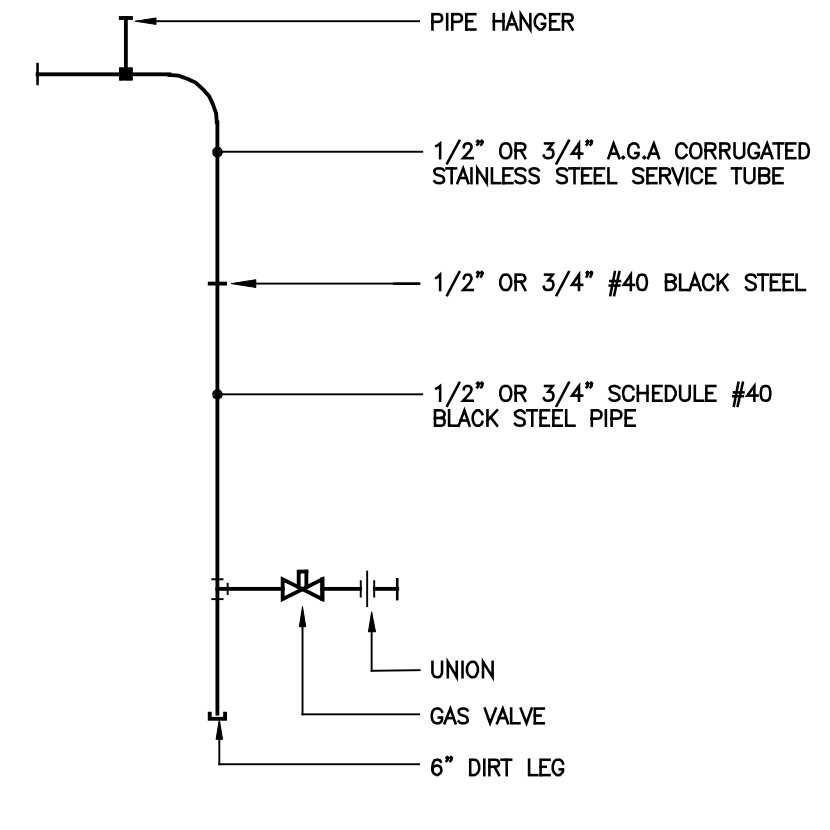 PIPE HANGER
1/2" OR 3/4" A.G.A CORRUGATED
STAINLESS STEEL SERVICE TUBE
1/2" OR 3/4" #40 BLACK STEEL
1/2" OR 3/4" SCHEDULE #40
BLACK STEEL PIPE
UNION
GAS VALVE
6" DIRT LEG